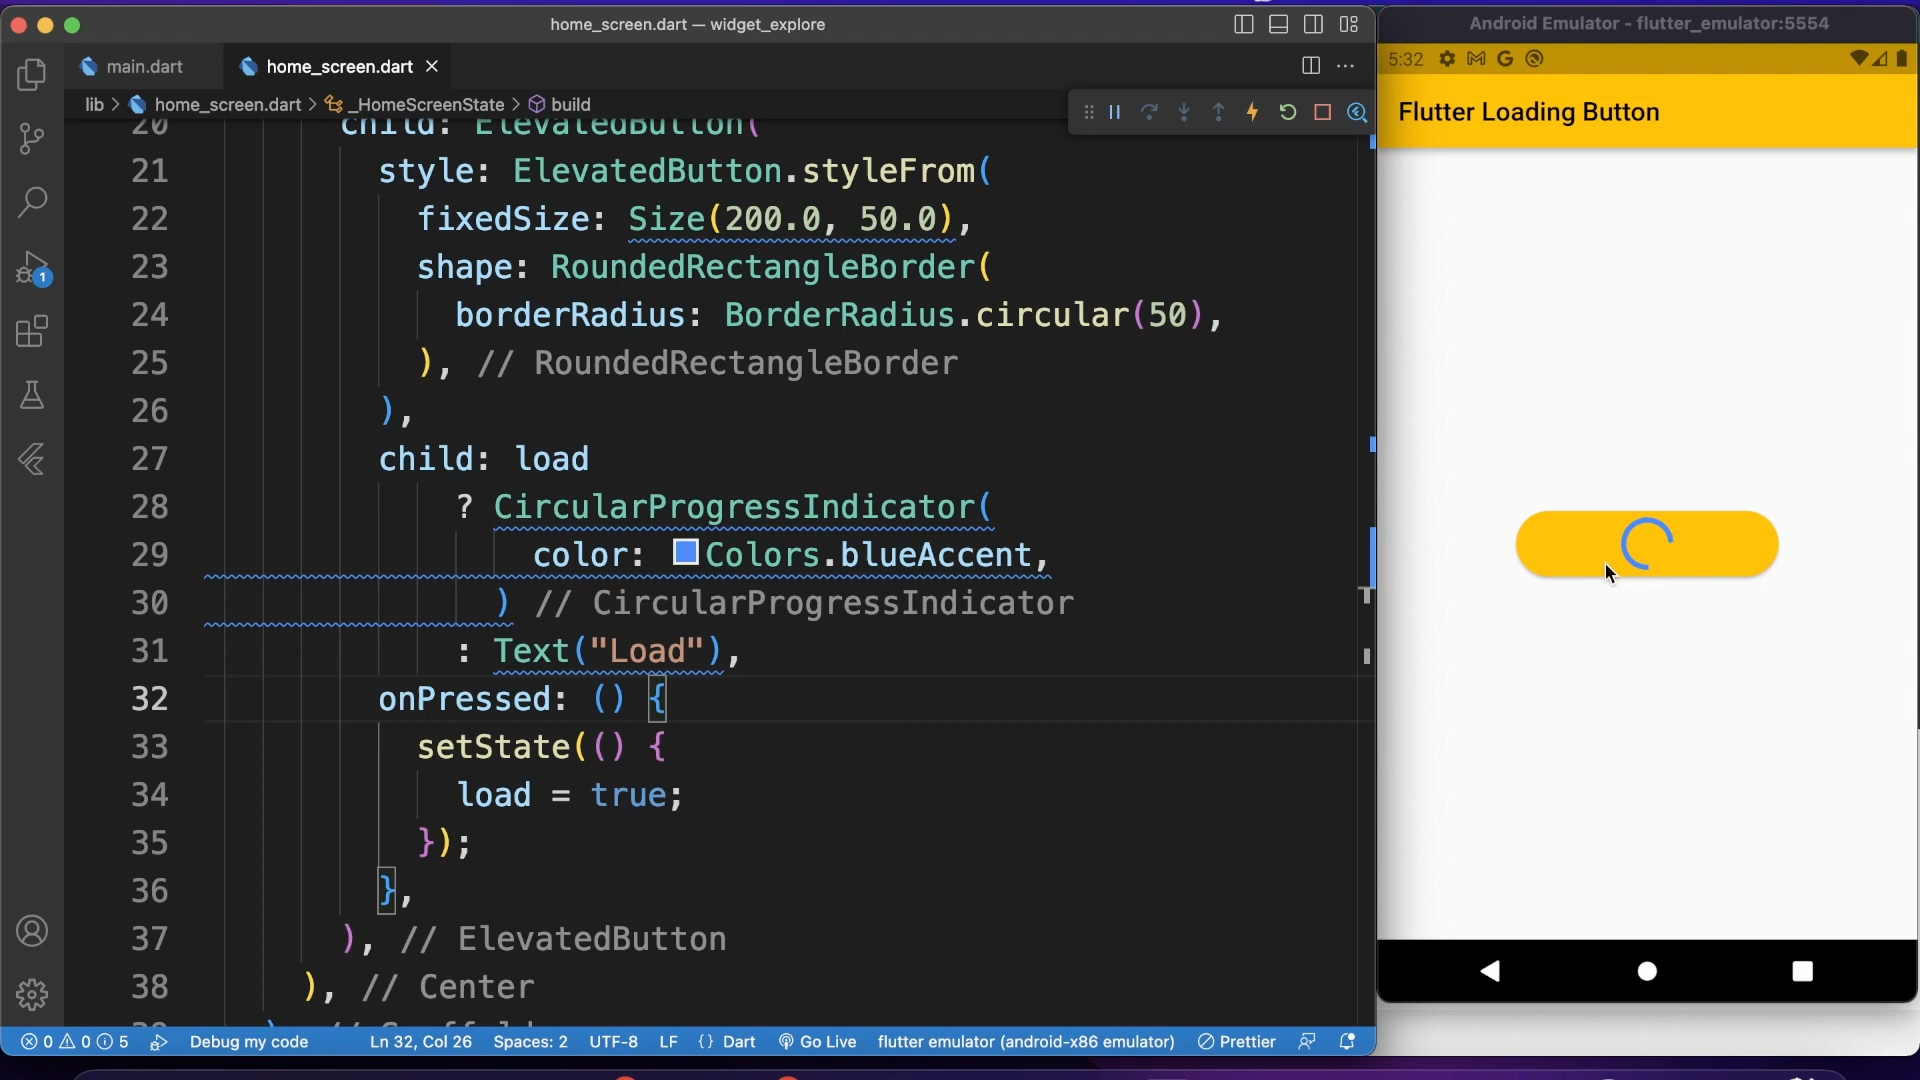 home_screen.dart — widget_explore
main.dart
home_screen.dart
lib > home_screen.dart > _HomeScreenState > build
20 child: ElevatedButton(
21 style: ElevatedButton.styleFrom(
22 fixedSize: Size(200.0, 50.0),
23 shape: RoundedRectangleBorder(
24 borderRadius: BorderRadius.circular(50),
25 ), // RoundedRectangleBorder
26 ),
27 child: load
28 ? CircularProgressIndicator(
29 color: Colors.blueAccent,
30 ) // CircularProgressIndicator
31 : Text("Load"),
32 onPressed: () {
33 setState(() {
34 load = true;
35 });
36 },
37 ), // ElevatedButton
38 ), // Center
1
0 0 5 Debug my code Ln 32, Col 26 Spaces: 2 UTF-8 LF {} Dart Go Live flutter emulator (android-x86 emulator) Prettier
Android Emulator - flutter_emulator:5554
5:32
Flutter Loading Button